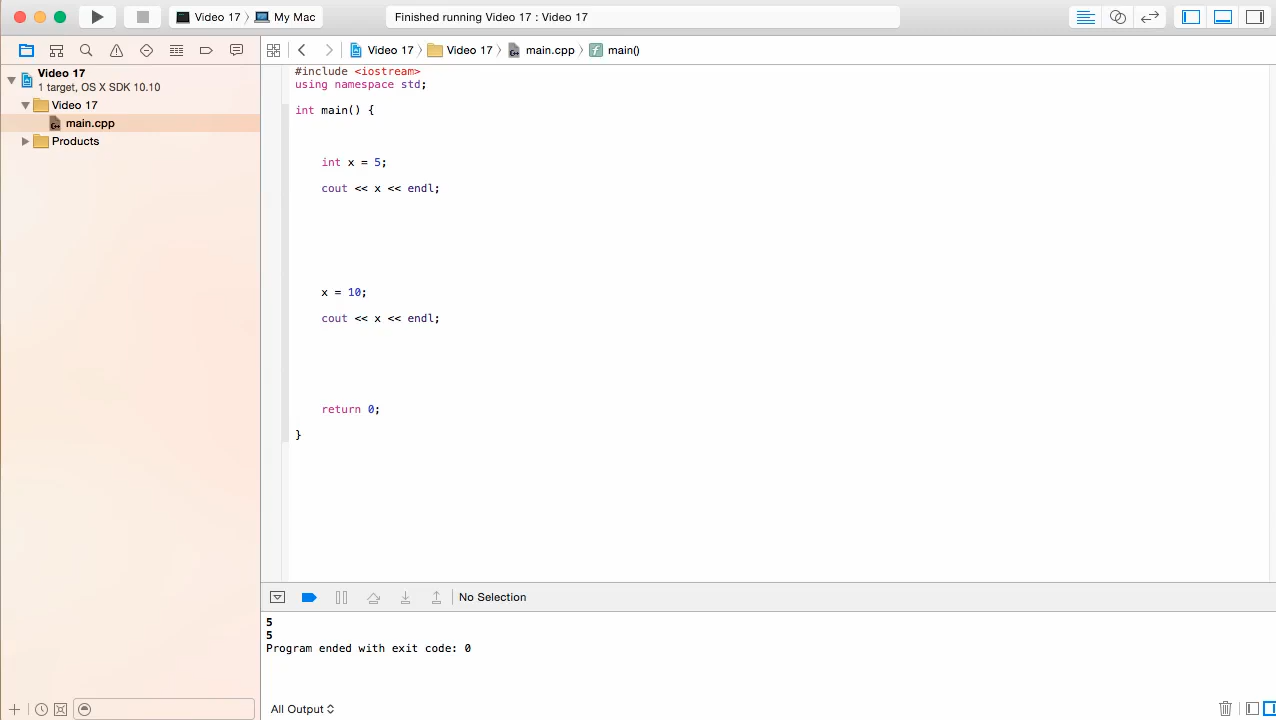 Video 17 〉 My Mac
Finished running Video 17 : Video 17
Video 17 〉 Video 17 〉 main.cpp 〉 main()
Video 17
1 target, OS X SDK 10.10
Video 17
main.cpp
Products
#include <iostream>
using namespace std;
int main() {
int x = 5;
cout << x << endl;
x = 10;
cout << x << endl;
return 0;
}
No Selection
5
5
Program ended with exit code: 0
All Output